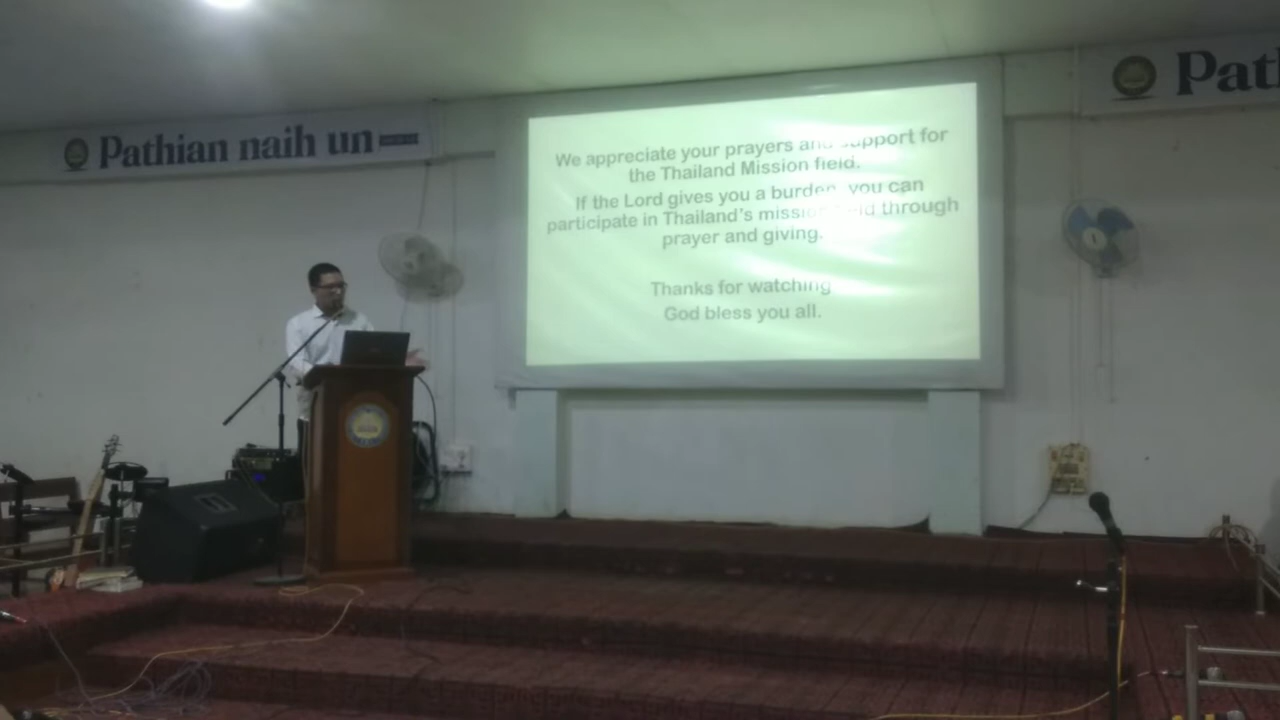 Pathian naih un
Path
We appreciate your prayers and support for
the Thailand Mission field.
If the Lord gives you a burden, you can
participate in Thailand's mission field through
prayer and giving.
Thanks for watching
God bless you all.